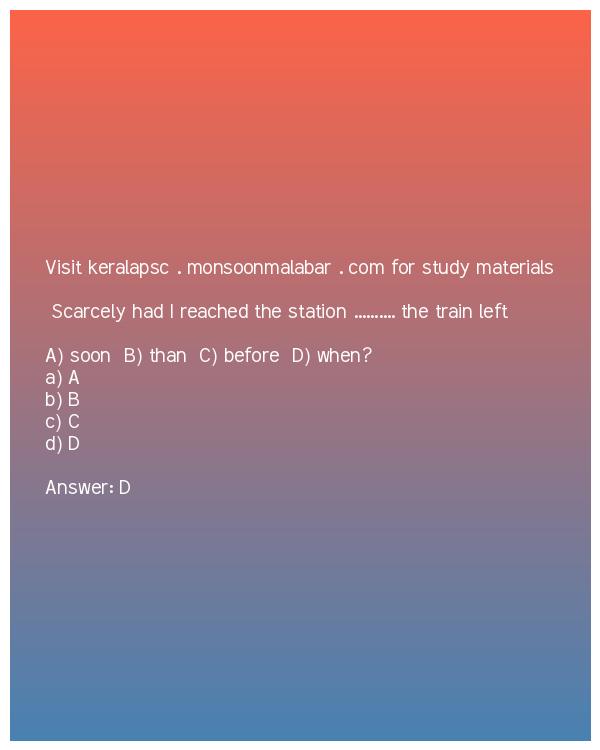 Visit keralapsc . monsoonmalabar . com for study materials
Scarcely had I reached the station .......... the train left
A) soon B) than C) before D) when?
a) A
b) B
c) C
d) D
Answer: D